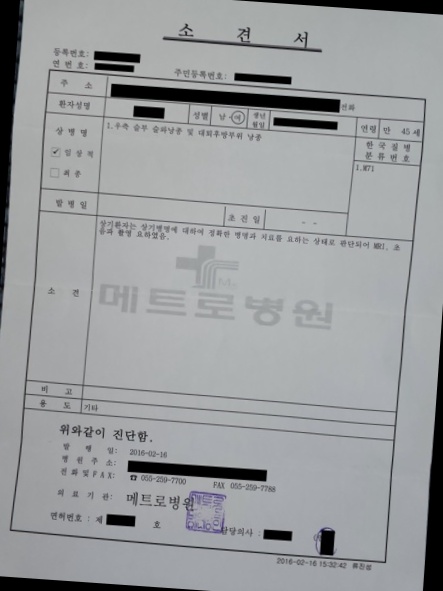 소 견 서
등록번호:
연 번 호:
주민등록번호:
주 소
전화
환자성명
성별 남 여
생년월일
연령 만 45 세
상 병 명
1.우측 슬부 슬와낭종 및 대퇴후방부위 낭종
한국질병
분류번호
☑ 임상적
1.M71
☐ 최종
발 병 일
초 진 일
- -
소 견
상기환자는 상기병명에 대하여 정확한 병명과 치료를 요하는 상태로 판단되어 MRI, 초
음파 촬영 요하였음.
메트로병원
비 고
용 도
기타
위와같이 진단함.
발 행 일: 2016-02-16
병원주소:
전화및FAX: ☎ 055-259-7700 FAX 055-259-7788
의료기관: 메트로병원
면허번호 : 제 호
담당의사 :
2016-02-16 15:32:42